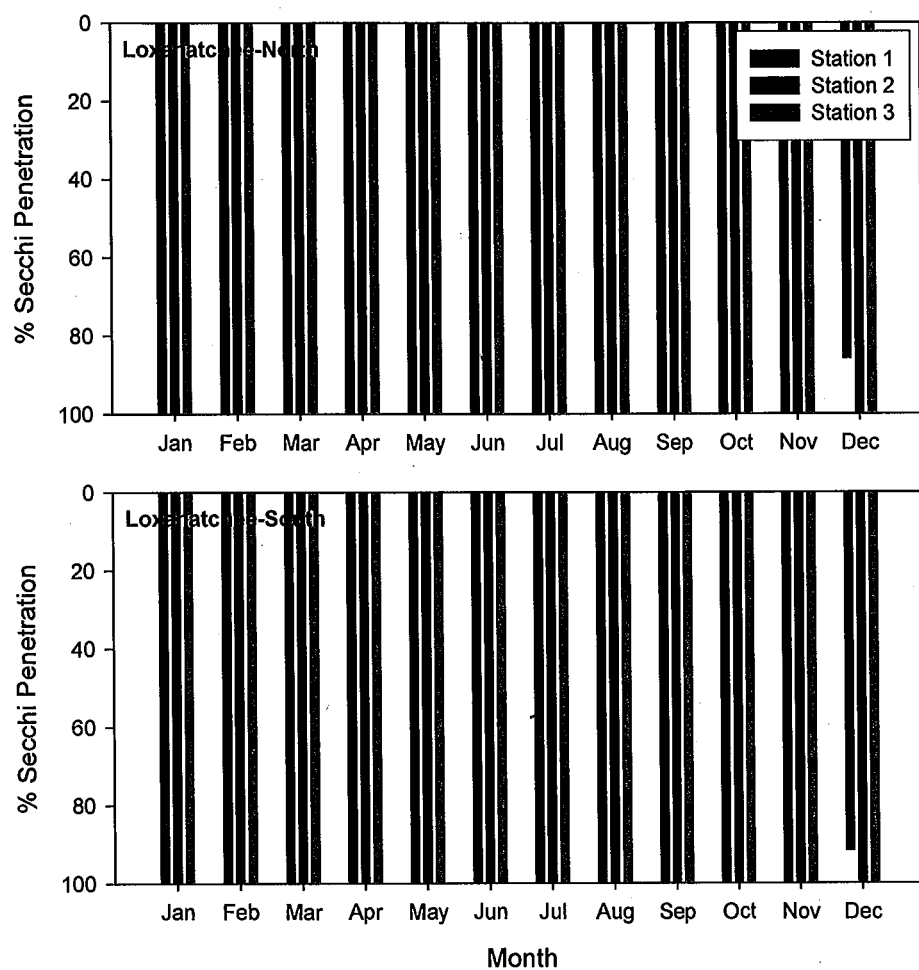 0
20
40
60
80
100
% Secchi Penetration
Loxahatchee-North
Station 1
Station 2
Station 3
Jan Feb Mar Apr May Jun Jul Aug Sep Oct Nov Dec
0
20
40
60
80
100
% Secchi Penetration
Loxahatchee-South
Jan Feb Mar Apr May Jun Jul Aug Sep Oct Nov Dec
Month